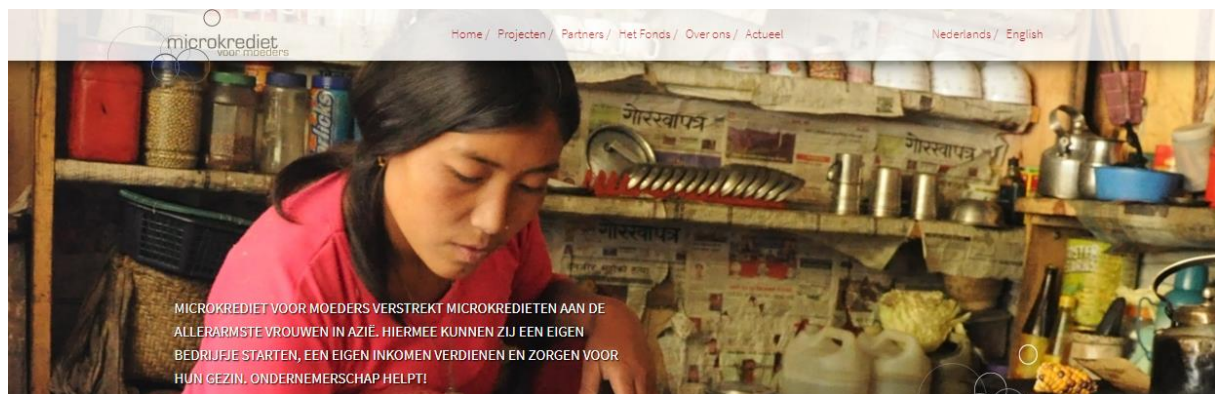 microkrediet
voor moeders
Home / Projecten / Partners / Het Fonds / Over ons / Actueel
Nederlands / English
गोरखापत्र
गोरखापत्र
गोरखापत्र
MICROKREDIET VOOR MOEDERS VERSTREKT MICROKREDIETEN AAN DE
ALLERARMSTE VROUWEN IN AZIË. HIERMEE KUNNEN ZIJ EEN EIGEN
BEDRIJFJE STARTEN, EEN EIGEN INKOMEN VERDIENEN EN ZORGEN VOOR
HUN GEZIN. ONDERNEMERSCHAP HELPT!